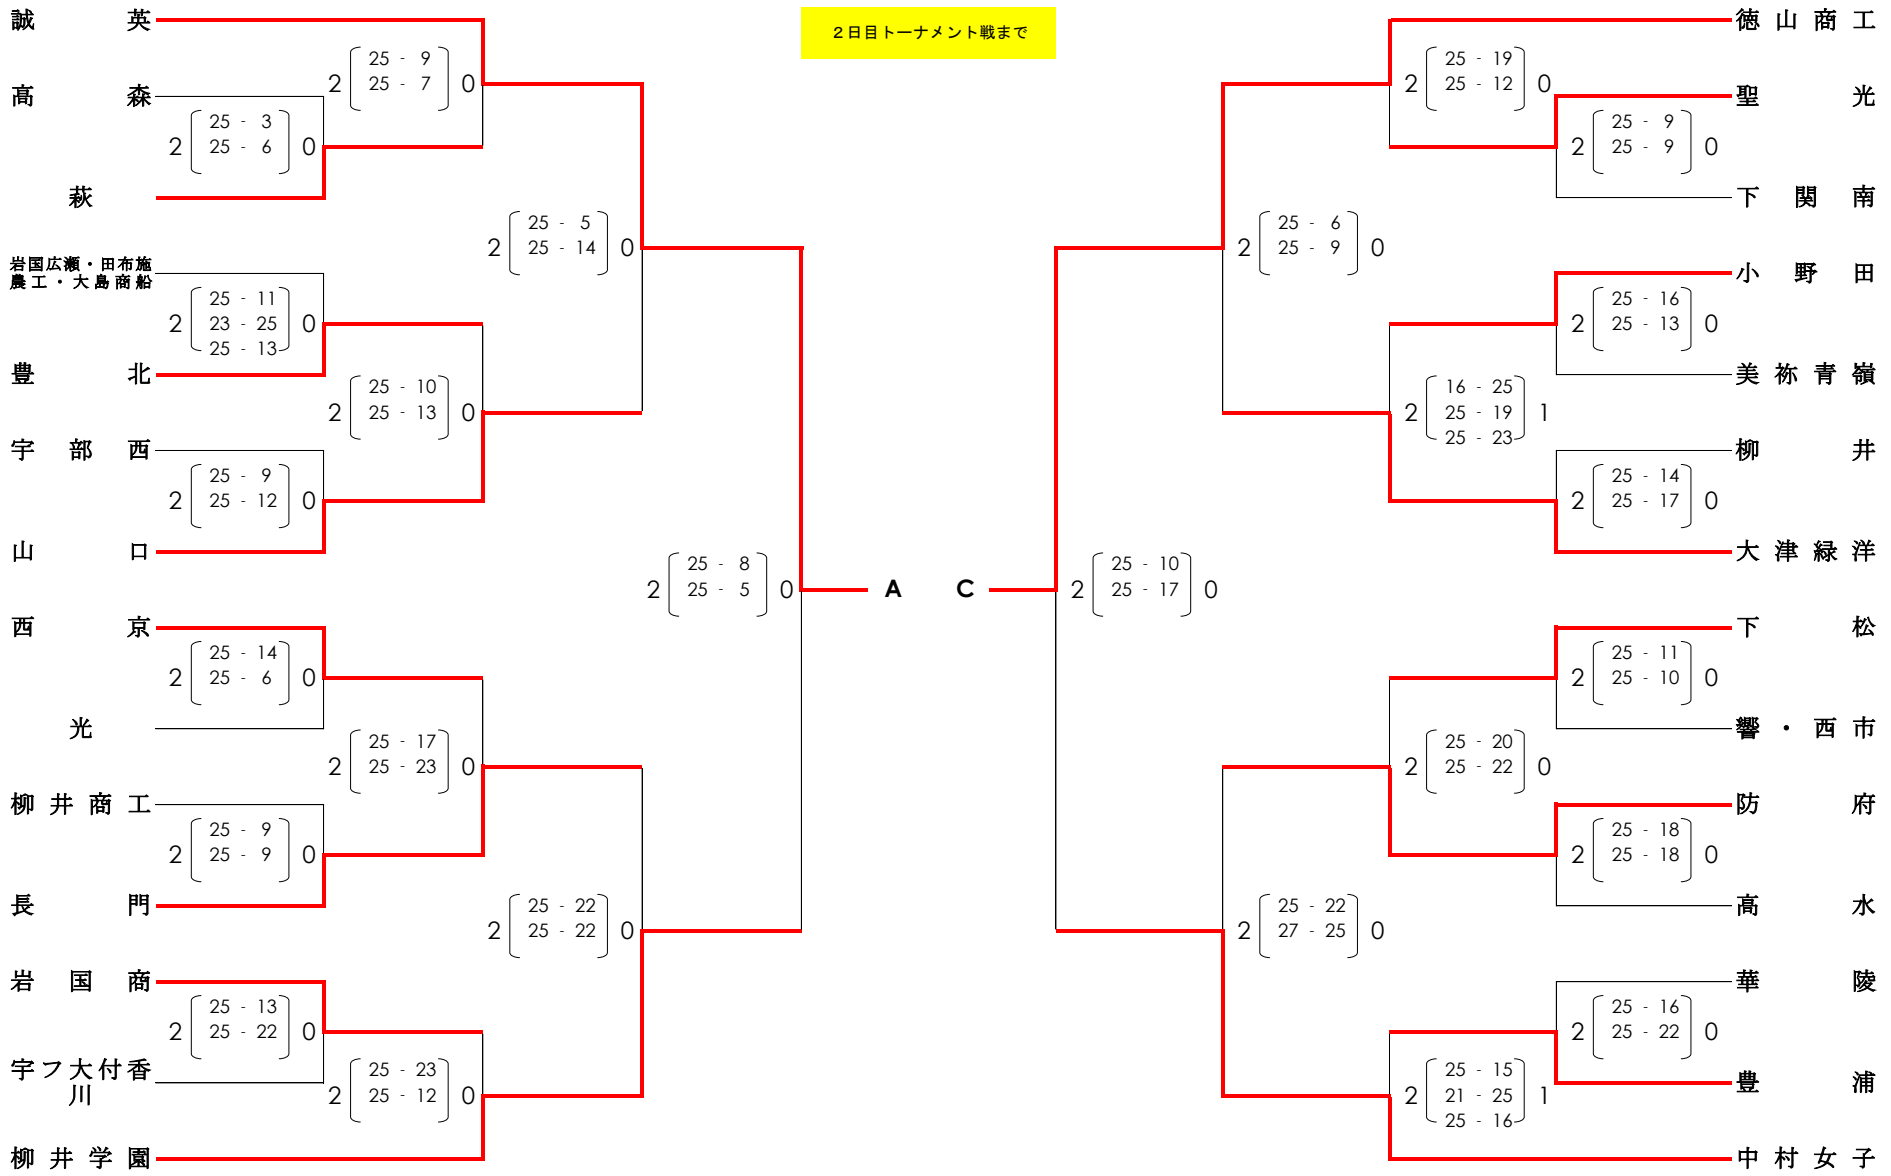 ２日目トーナメント戦まで
誠英
2 25 - 9 0
25 - 7
高森
2 25 - 3 0
25 - 6
萩
2 25 - 5 0
25 - 14
岩国広瀬・田布施
農工・大島商船
2 25 - 11 0
23 - 25
25 - 13
豊北
2 25 - 10 0
25 - 13
宇部西
2 25 - 9 0
25 - 12
山口
2 25 - 8 0
25 - 5
A
西京
2 25 - 14 0
25 - 6
光
2 25 - 17 0
25 - 23
柳井商工
2 25 - 9 0
25 - 9
長門
2 25 - 22 0
25 - 22
岩国商
2 25 - 13 0
25 - 22
宇フ大付香
川
2 25 - 23 0
25 - 12
柳井学園
徳山商工
2 25 - 19 0
25 - 12
聖光
2 25 - 9 0
25 - 9
下関南
2 25 - 6 0
25 - 9
小野田
2 25 - 16 0
25 - 13
美祢青嶺
2 16 - 25 1
25 - 19
25 - 23
柳井
2 25 - 14 0
25 - 17
大津緑洋
C
2 25 - 10 0
25 - 17
下松
2 25 - 11 0
25 - 10
響・西市
2 25 - 20 0
25 - 22
防府
2 25 - 18 0
25 - 18
高水
2 25 - 22 0
27 - 25
華陵
2 25 - 16 0
25 - 22
豊浦
2 25 - 15 1
21 - 25
25 - 16
中村女子